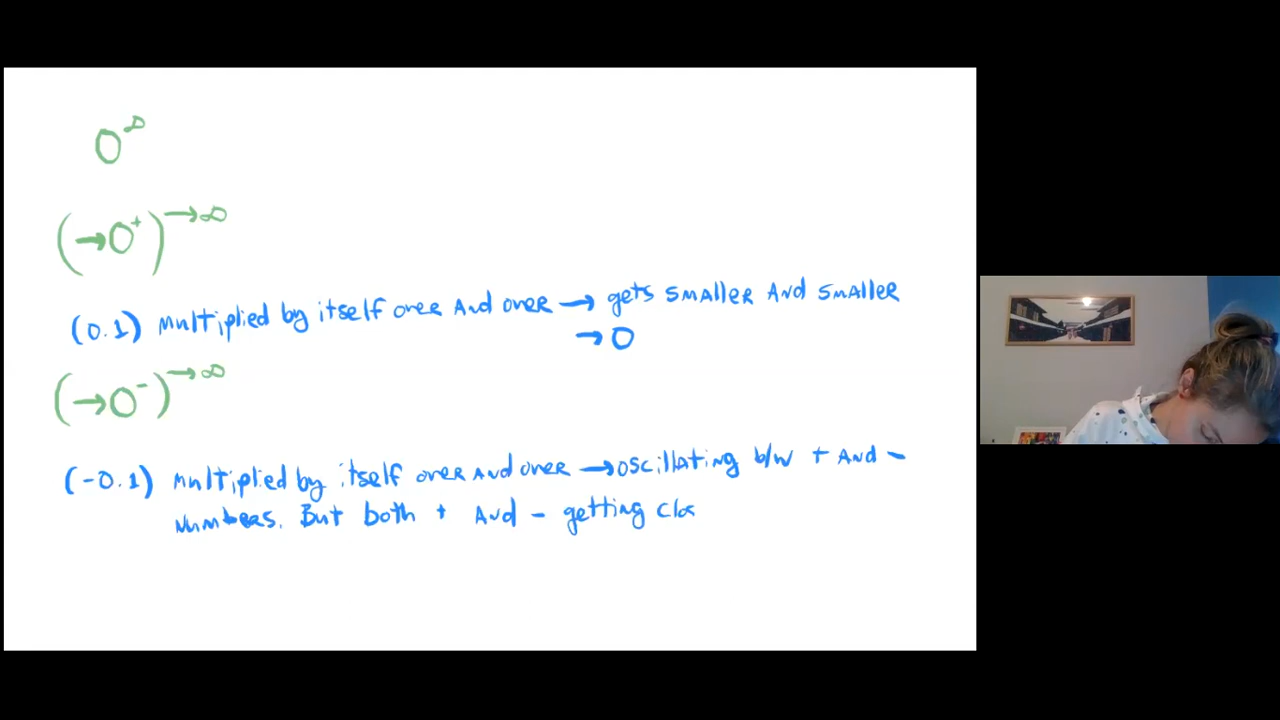 0^∞
(→0⁺)^→∞
(0.1) Multiplied by itself over And over → gets smaller And smaller
→ 0
(→0⁻)^→∞
(-0.1) Multiplied by itself over And over → oscillating b/w + And -
Numbers. But both + And - getting clos